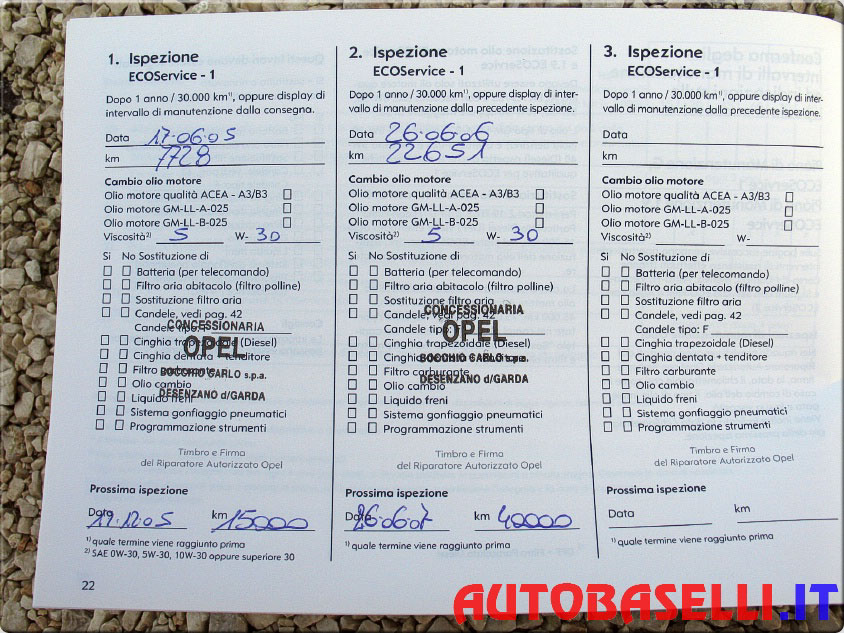 1. Ispezione
ECOService - 1
Dopo 1 anno / 30.000 km¹⁾, oppure display di
intervallo di manutenzione dalla consegna.
Data 17-06-05
km 7728
Cambio olio motore
Olio motore qualità ACEA - A3/B3
Olio motore GM-LL-A-025
Olio motore GM-LL-B-025
Viscosità²⁾ 5 W- 30
Si No Sostituzione di
Batteria (per telecomando)
Filtro aria abitacolo (filtro polline)
Sostituzione filtro aria
Candele, vedi pag. 42
Candele tipo: F
CONCESSIONARIA
Cinghia trapezoidale (Diesel)
OPEL
Cinghia dentata + tenditore
Filtro carburante
BOCCHIO CARLO s.p.a.
Olio cambio
Liquido freni
DESENZANO d/GARDA
Sistema gonfiaggio pneumatici
Programmazione strumenti
Timbro e Firma
del Riparatore Autorizzato Opel
Prossima ispezione
Data 17.12.05 km 15000
¹⁾ quale termine viene raggiunto prima
²⁾ SAE 0W-30, 5W-30, 10W-30 oppure superiore 30
22
2. Ispezione
ECOService - 1
Dopo 1 anno / 30.000 km¹⁾, oppure display di inter-
vallo di manutenzione dalla precedente ispezione.
Data 26-06-06
km 22651
Cambio olio motore
Olio motore qualità ACEA - A3/B3
Olio motore GM-LL-A-025
Olio motore GM-LL-B-025
Viscosità²⁾ 5 W- 30
Si No Sostituzione di
Batteria (per telecomando)
Filtro aria abitacolo (filtro polline)
Sostituzione filtro aria
CONCESSIONARIA
Candele, vedi pag. 42
Candele tipo:
OPEL
Cinghia trapezoidale (Diesel)
Cinghia dentata + tenditore
BOCCHIO CARLO s.p.a.
Filtro carburante
DESENZANO d/GARDA
Olio cambio
Liquido freni
Sistema gonfiaggio pneumatici
Programmazione strumenti
Timbro e Firma
del Riparatore Autorizzato Opel
Prossima ispezione
Data 26-06-07 km 40000
¹⁾ quale termine viene raggiunto prima
3. Ispezione
ECOService - 1
Dopo 1 anno / 30.000 km¹⁾, oppure display di inter-
vallo di manutenzione dalla precedente ispezione.
Data
km
Cambio olio motore
Olio motore qualità ACEA - A3/B3
Olio motore GM-LL-A-025
Olio motore GM-LL-B-025
Viscosità²⁾ W-
Si No Sostituzione di
Batteria (per telecomando)
Filtro aria abitacolo (filtro polline)
Sostituzione filtro aria
Candele, vedi pag. 42
Candele tipo: F
Cinghia trapezoidale (Diesel)
Cinghia dentata + tenditore
Filtro carburante
Olio cambio
Liquido freni
Sistema gonfiaggio pneumatici
Programmazione strumenti
Timbro e Firma
del Riparatore Autorizzato Opel
Prossima ispezione
Data km
¹⁾ quale termine viene raggiunto prima
AUTOBASELLI.IT